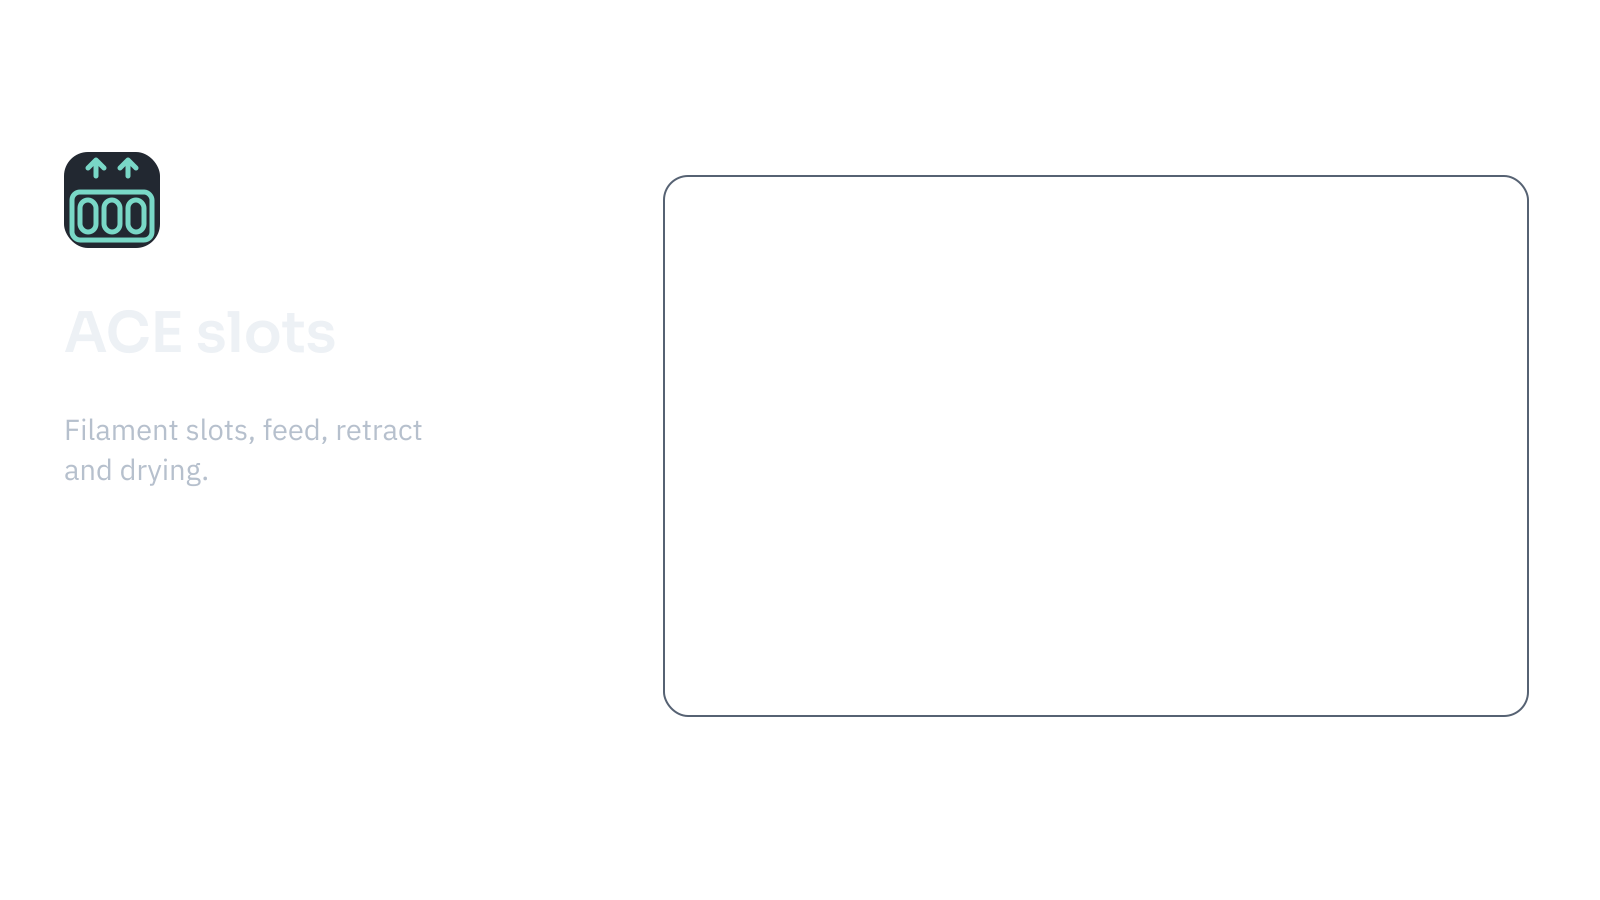 ACE slots
Filament slots, feed, retract
and drying.